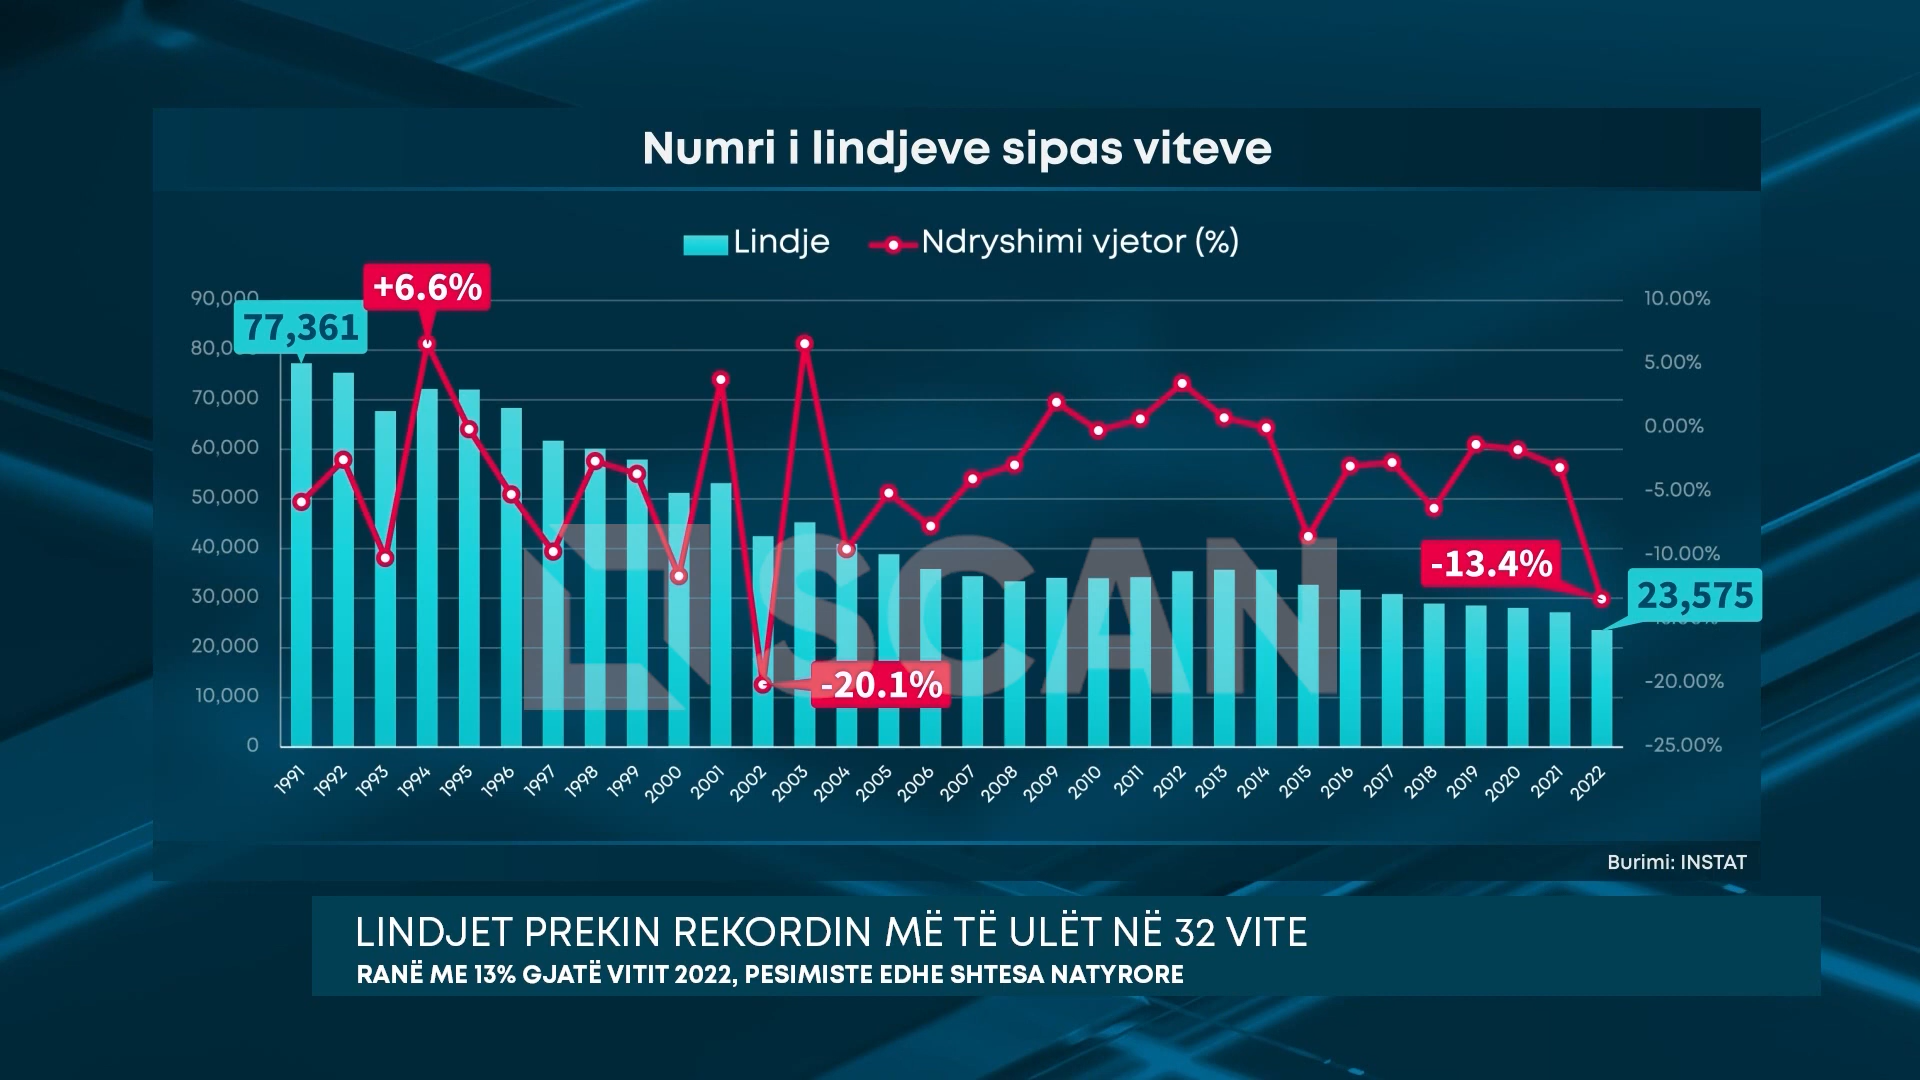 Numri i lindjeve sipas viteve
Lindje
Ndryshimi vjetor (%)
90,000
80,0
70,000
60,000
50,000
40,000
30,000
20,000
10,000
0
77,361
+6.6%
-20.1%
-13.4%
23,575
SCAN
10.00%
5.00%
0.00%
-5.00%
-10.00%
-20.00%
-25.00%
1991 1992 1993 1994 1995 1996 1997 1998 1999 2000 2001 2002 2003 2004 2005 2006 2007 2008 2009 2010 2011 2012 2013 2014 2015 2016 2017 2018 2019 2020 2021 2022
Burimi: INSTAT
LINDJET PREKIN REKORDIN MË TË ULËT NË 32 VITE
RANË ME 13% GJATË VITIT 2022, PESIMISTE EDHE SHTESA NATYRORE